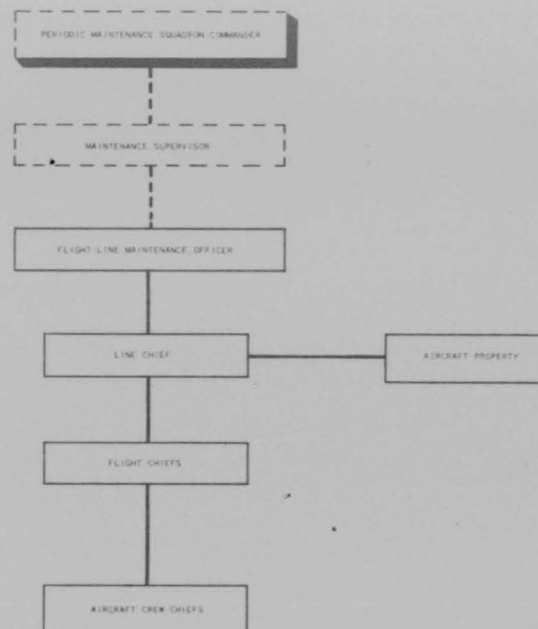 PERIODIC MAINTENANCE SQUADRON COMMANDER
MAINTENANCE SUPERVISOR
FLIGHT LINE MAINTENANCE OFFICER
LINE CHIEF
AIRCRAFT PROPERTY
FLIGHT CHIEFS
AIRCRAFT CREW CHIEFS